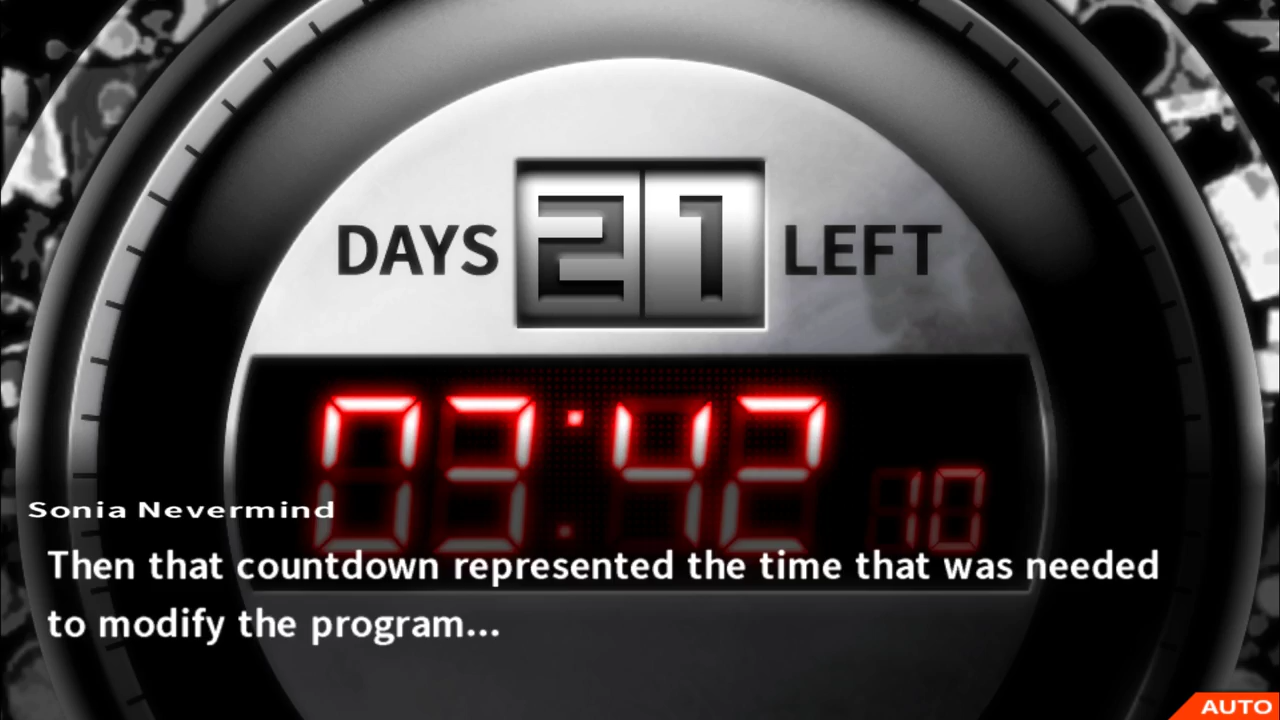 DAYS 21 LEFT
03:42 10
Sonia Nevermind
Then that countdown represented the time that was needed
to modify the program...
AUTO